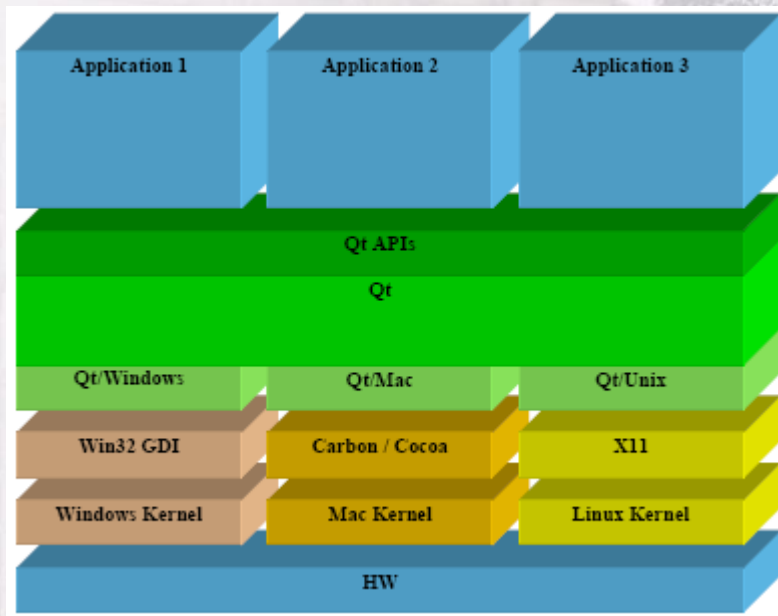 Application 1
Application 2
Application 3
Qt APIs
Qt
Qt/Windows
Qt/Mac
Qt/Unix
Win32 GDI
Carbon / Cocoa
X11
Windows Kernel
Mac Kernel
Linux Kernel
HW